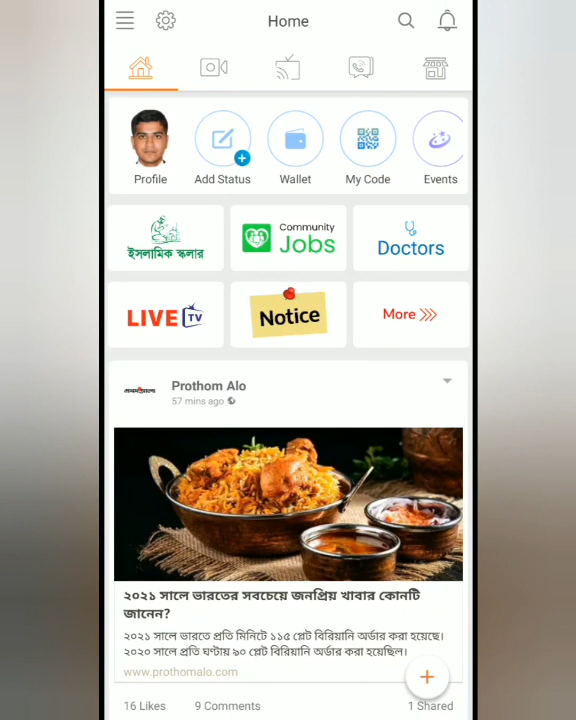 Home
Profile
Add Status
Wallet
My Code
Events
ইসলামিক স্কলার
Community
Jobs
Doctors
LIVE TV
Notice
More
Prothom Alo
57 mins ago
২০২১ সালে ভারতের সবচেয়ে জনপ্রিয় খাবার কোনটি
জানেন?
২০২১ সালে ভারতে প্রতি মিনিটে ১১৫ প্লেট বিরিয়ানি অর্ডার করা হয়েছে।
২০২০ সালে প্রতি ঘণ্টায় ৯০ প্লেট বিরিয়ানি অর্ডার করা হয়েছিল।
www.prothomalo.com
16 Likes
9 Comments
1 Shared